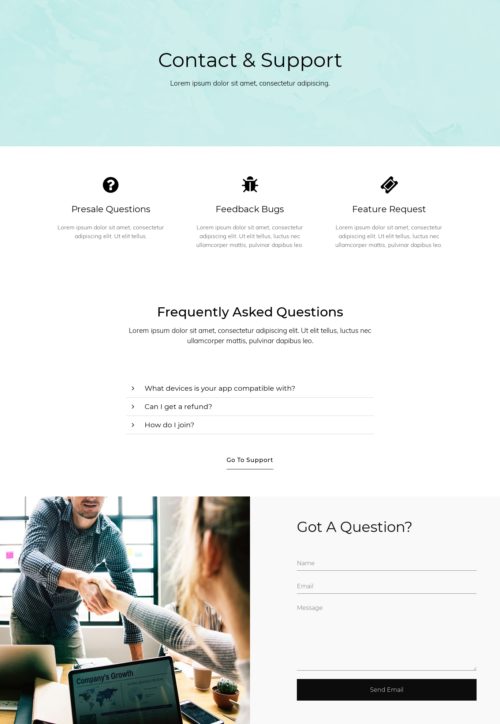 Contact & Support
Lorem ipsum dolor sit amet, consectetur adipiscing.
Presale Questions
Lorem ipsum dolor sit amet, consectetur
adipiscing elit. Ut elit tellus
Feedback Bugs
Lorem ipsum dolor sit amet, consectetur
adipiscing elit. Ut elit tellus, luctus nec
ullamcorper mattis, pulvinar dapibus leo.
Feature Request
Lorem ipsum dolor sit amet, consectetur
adipiscing elit. Ut elit tellus, luctus nec
ullamcorper mattis, pulvinar dapibus leo.
Frequently Asked Questions
Lorem ipsum dolor sit amet, consectetur adipiscing elit. Ut elit tellus, luctus nec
ullamcorper mattis, pulvinar dapibus leo.
What devices is your app compatible with?
Can I get a refund?
How do I join?
Go To Support
Company's Growth
Got A Question?
Name
Email
Message
Send Email